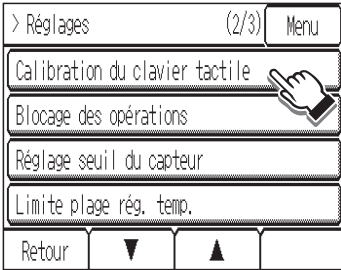 > Réglages (2/3) Menu
Calibration du clavier tactile
Blocage des opérations
Réglage seuil du capteur
Limite plage rég. temp.
Retour ▼ ▲